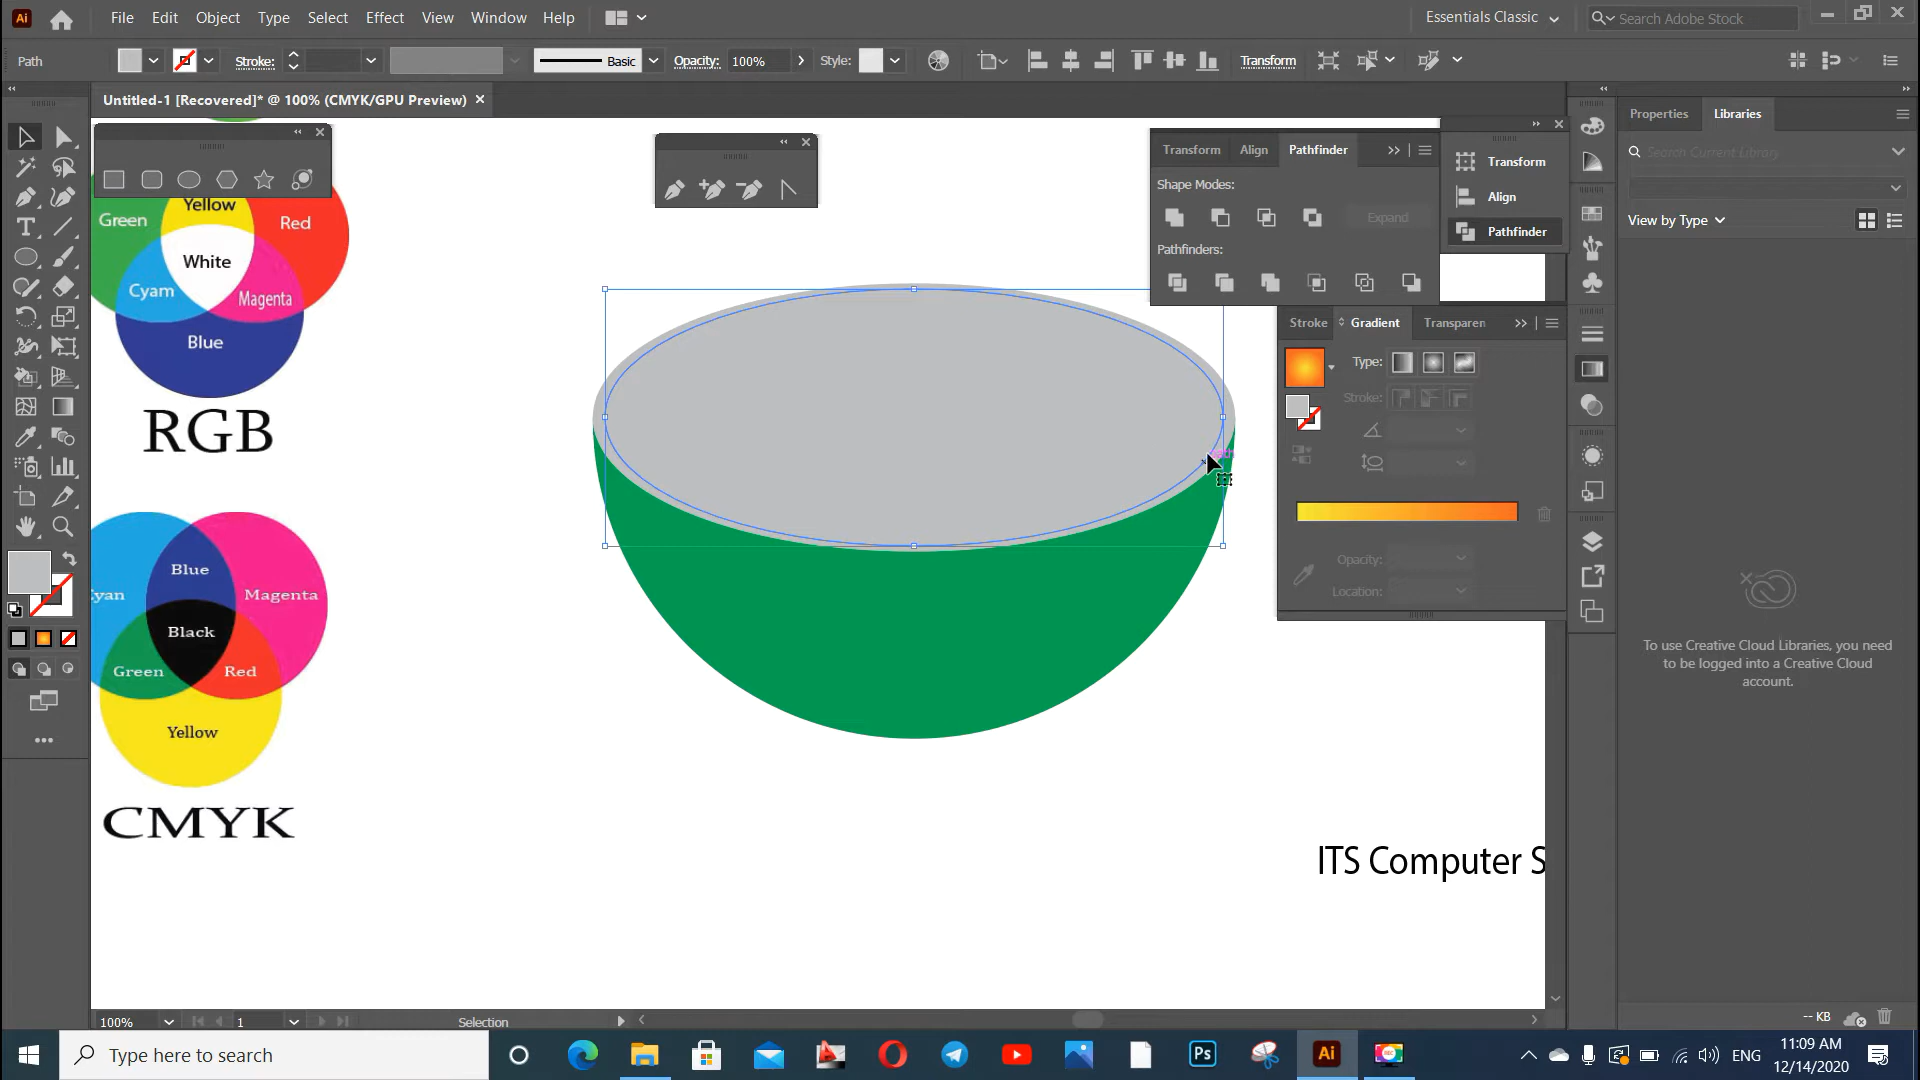 File Edit Object Type Select Effect View Window Help
Essentials Classic
Search Adobe Stock
Path
Stroke:
Basic
Opacity:
100%
Style:
Transform
Untitled-1 [Recovered]* @ 100% (CMYK/GPU Preview)
Properties
Libraries
Search Current Library
View by Type
Transform
Align
Pathfinder
Shape Modes:
Expand
Pathfinders:
Transform
Align
Pathfinder
Stroke
Gradient
Transparen
Type:
Stroke:
Opacity:
Location:
Yellow
Green
Red
White
Cyam
Magenta
Blue
RGB
Blue
Magenta
Black
Green
Red
Yellow
CMYK
ITS Computer S
To use Creative Cloud Libraries, you need
to be logged into a Creative Cloud
account.
-- KB
100%
1
Selection
Type here to search
Ps
Ai
ENG
11:09 AM
12/14/2020